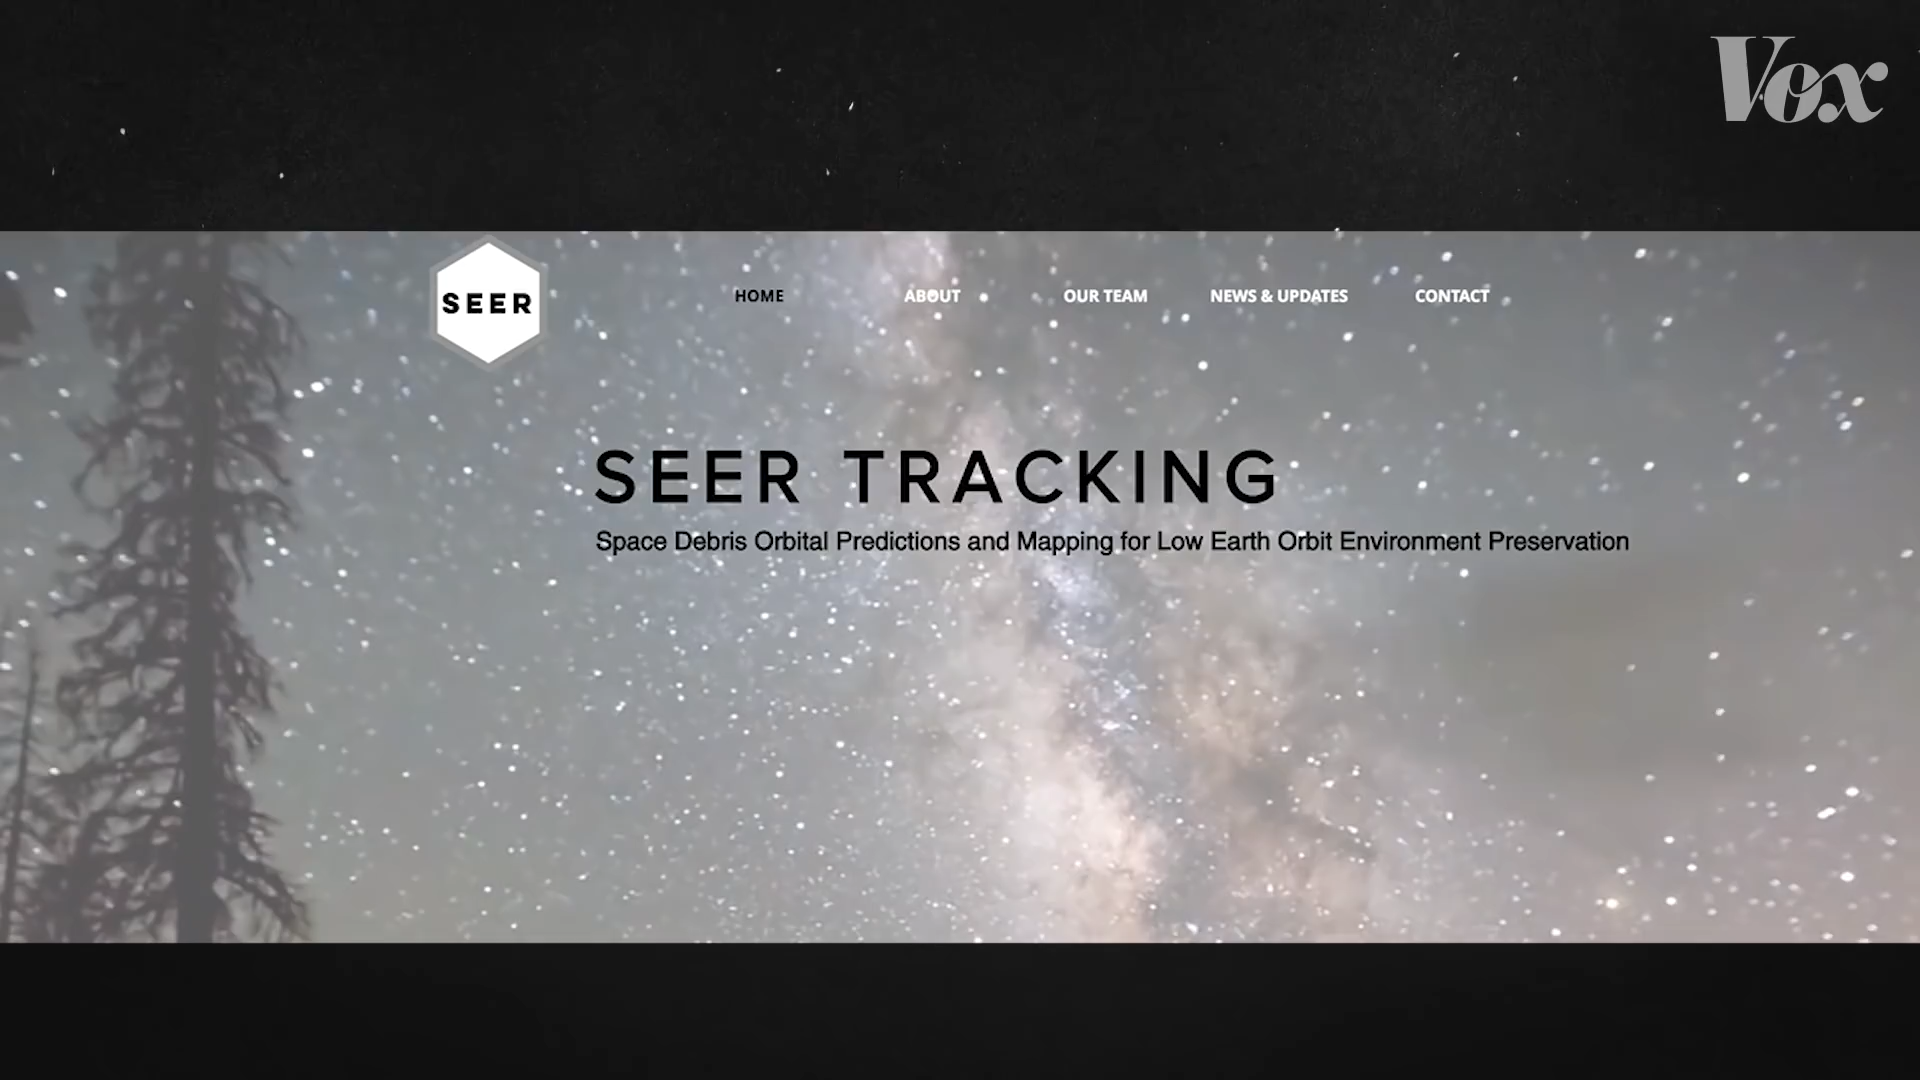 Vox
SEER
HOME ABOUT OUR TEAM NEWS & UPDATES CONTACT
SEER TRACKING
Space Debris Orbital Predictions and Mapping for Low Earth Orbit Environment Preservation